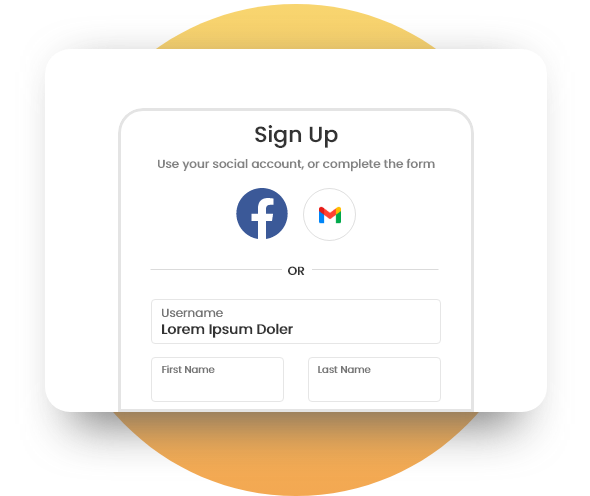 Sign Up
Use your social account, or complete the form
OR
Username
Lorem Ipsum Doler
First Name
Last Name